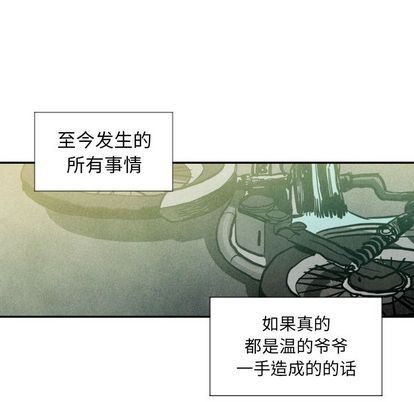 至今发生的
所有事情
如果真的
都是温的爷爷
一手造成的的话